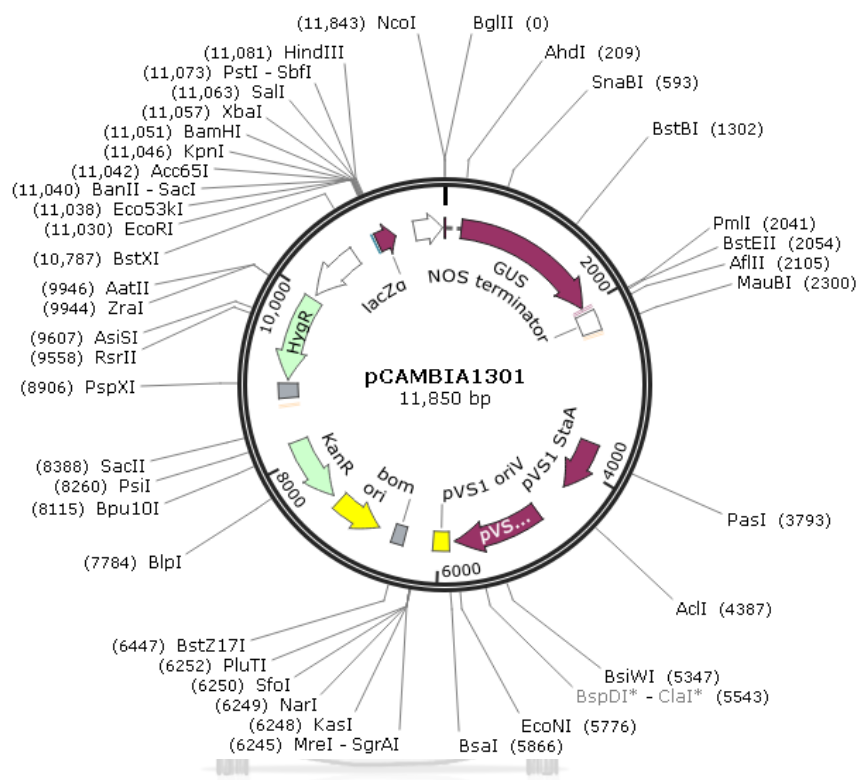 (11,843) NcoI
BglII (0)
(11,081) HindIII
(11,073) PstI - SbfI
(11,063) SalI
(11,057) XbaI
(11,051) BamHI
(11,046) KpnI
(11,042) Acc65I
(11,040) BanII - SacI
(11,038) Eco53kI
(11,030) EcoRI
(10,787) BstXI
(9946) AatII
(9944) ZraI
(9607) AsiSI
(9558) RsrII
(8906) PspXI
(8388) SacII
(8260) PsiI
(8115) Bpu10I
(7784) BlpI
(6447) BstZ17I
(6252) PluTI
(6250) SfoI
(6249) NarI
(6248) KasI
(6245) MreI - SgrAI
AhdI (209)
SnaBI (593)
BstBI (1302)
PmlI (2041)
BstEII (2054)
AflII (2105)
MauBI (2300)
PasI (3793)
AclI (4387)
BsiWI (5347)
BspDI* - ClaI* (5543)
EcoNI (5776)
BsaI (5866)
2000
4000
6000
8000
10,000
lacZα
GUS
NOS terminator
HygR
pCAMBIA1301
11,850 bp
KanR
ori
bom
pVS1 oriV
pVS1 StaA
pVS...